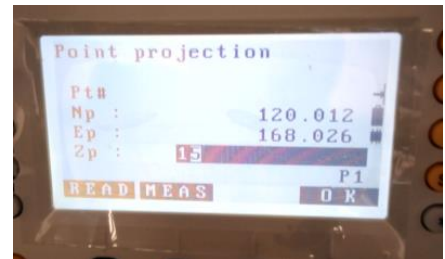 Point projection
Pt#
Np : 120.012
Ep : 168.026
Zp : 15
P1
READ MEAS OK